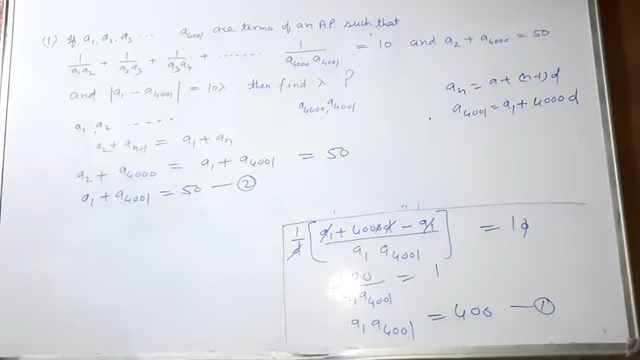 (1) If a₁, a₂, a₃ ... a₄₀₀₁ are terms of an A.P. such that
1/(a₁a₂) + 1/(a₂a₃) + 1/(a₃a₄) + ....... 1/(a₄₀₀₀ a₄₀₀₁) = 10 and a₂ + a₄₀₀₀ = 50
and |a₁ - a₄₀₀₁| = 10λ then find λ ?
a₄₀₀₀, a₄₀₀₁
aₙ = a + (n-1)d
a₄₀₀₁ = a₁ + 4000d
a₁, a₂ ....
a₂ + aₙ₋₁ = a₁ + aₙ
a₂ + a₄₀₀₀ = a₁ + a₄₀₀₁ = 50
a₁ + a₄₀₀₁ = 50 — ②
1/d [(a₁ + 4000d - a₁)/(a₁ a₄₀₀₁)] = 10
/(a₁a₄₀₀₁) = 1
a₁ a₄₀₀₁ = 400 — ①